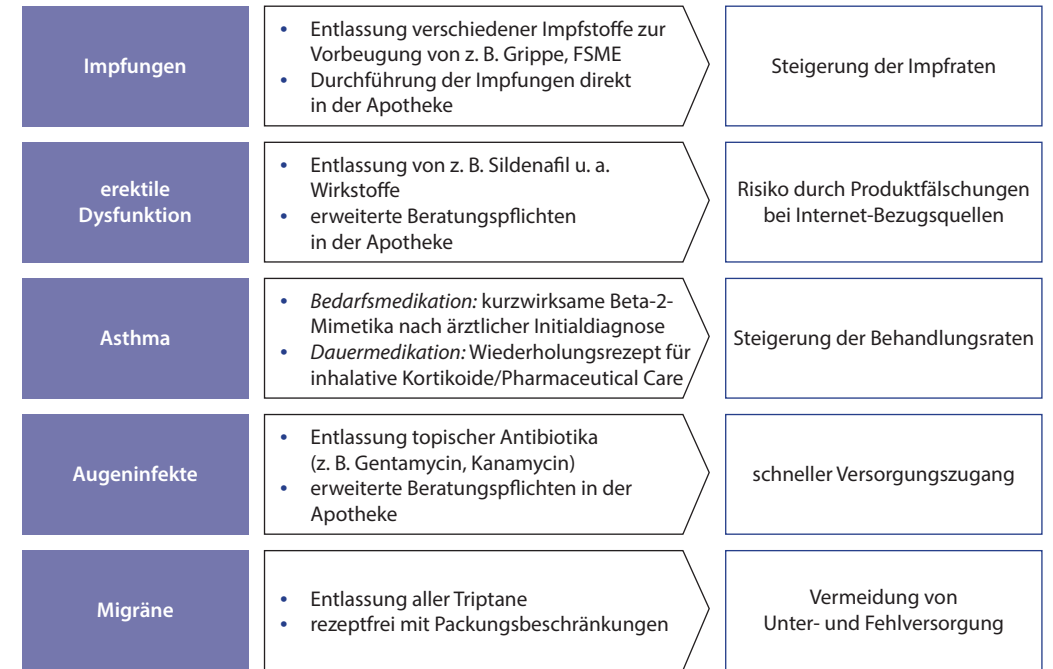 Impfungen
• Entlassung verschiedener Impfstoffe zur
Vorbeugung von z. B. Grippe, FSME
• Durchführung der Impfungen direkt
in der Apotheke
Steigerung der Impfraten
erektile
Dysfunktion
• Entlassung von z. B. Sildenafil u. a.
Wirkstoffe
• erweiterte Beratungspflichten
in der Apotheke
Risiko durch Produktfälschungen
bei Internet-Bezugsquellen
Asthma
• Bedarfsmedikation: kurzwirksame Beta-2-
Mimetika nach ärztlicher Initialdiagnose
• Dauermedikation: Wiederholungsrezept für
inhalative Kortikoide/Pharmaceutical Care
Steigerung der Behandlungsraten
Augeninfekte
• Entlassung topischer Antibiotika
(z. B. Gentamycin, Kanamycin)
• erweiterte Beratungspflichten in der
Apotheke
schneller Versorgungszugang
Migräne
• Entlassung aller Triptane
• rezeptfrei mit Packungsbeschränkungen
Vermeidung von
Unter- und Fehlversorgung